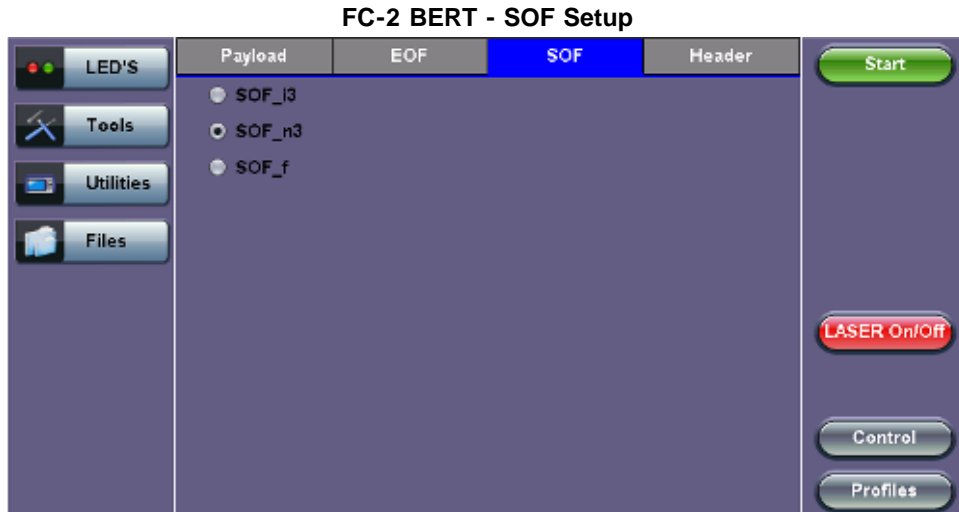 FC-2 BERT - SOF Setup
LED'S
Tools
Utilities
Files
Payload EOF SOF Header
SOF_i3
SOF_n3
SOF_f
Start
LASER On/Off
Control
Profiles